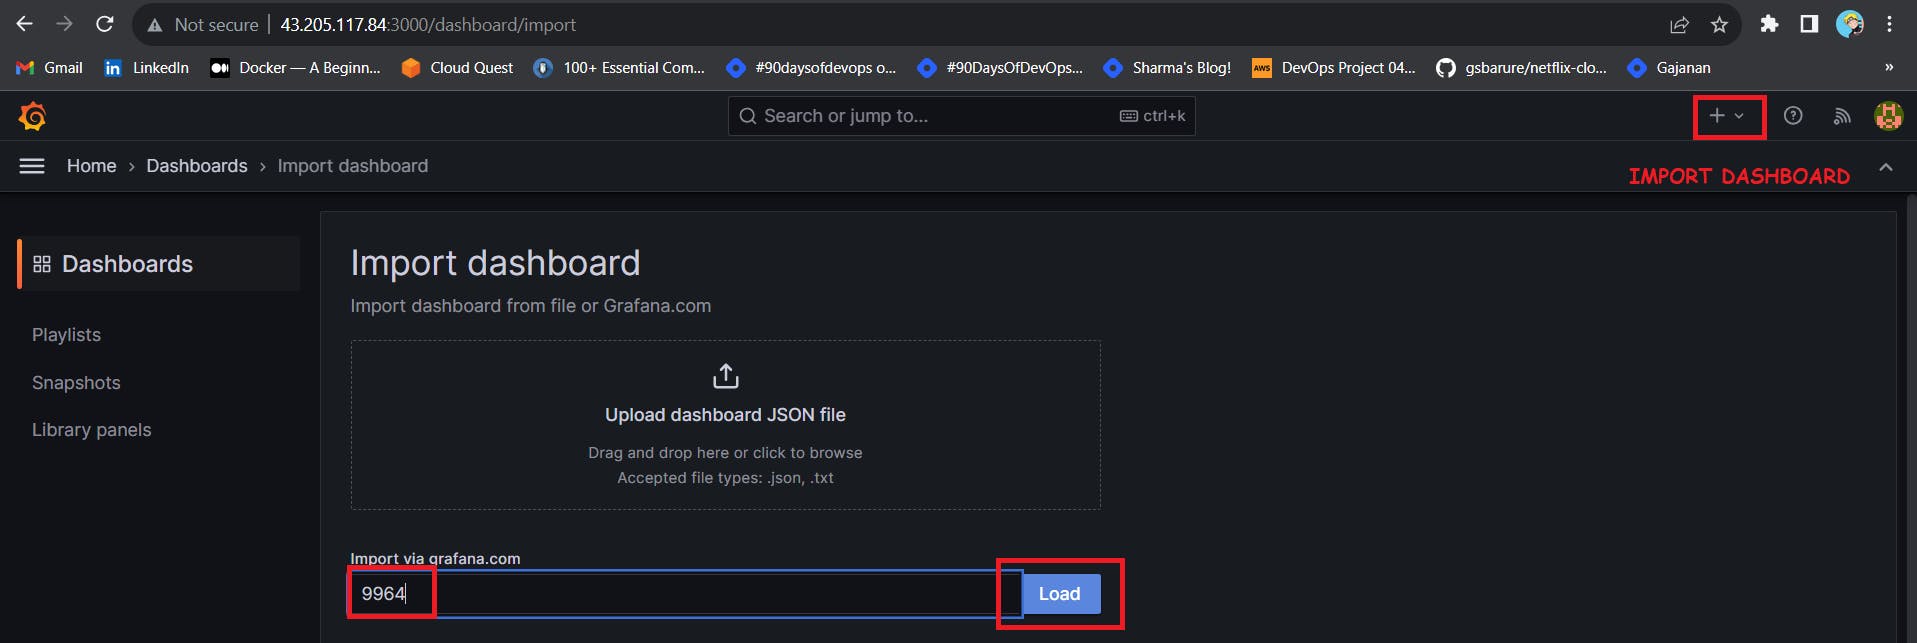 Not secure | 43.205.117.84:3000/dashboard/import
Gmail LinkedIn Docker — A Beginn... Cloud Quest 100+ Essential Com... #90daysofdevops o... #90DaysOfDevOps... Sharma's Blog! AWS DevOps Project 04... gsbarure/netflix-clo... Gajanan »
Search or jump to... ctrl+k
Home › Dashboards › Import dashboard
IMPORT DASHBOARD
Dashboards
Playlists
Snapshots
Library panels
Import dashboard
Import dashboard from file or Grafana.com
Upload dashboard JSON file
Drag and drop here or click to browse
Accepted file types: .json, .txt
Import via grafana.com
9964 Load